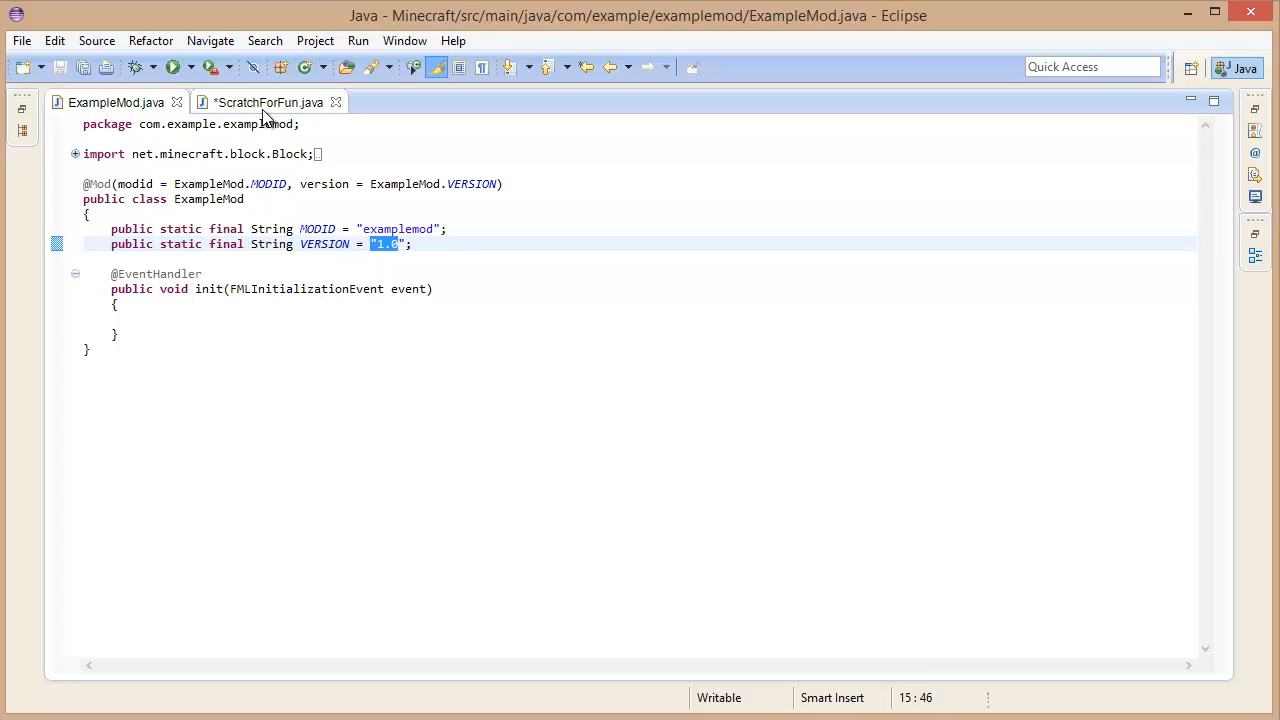 Java - Minecraft/src/main/java/com/example/examplemod/ExampleMod.java - Eclipse
File Edit Source Refactor Navigate Search Project Run Window Help
Quick Access
Java
ExampleMod.java
*ScratchForFun.java
package com.example.examplemod;
import net.minecraft.block.Block;
@Mod(modid = ExampleMod.MODID, version = ExampleMod.VERSION)
public class ExampleMod
{
public static final String MODID = "examplemod";
public static final String VERSION = "1.0";
@EventHandler
public void init(FMLInitializationEvent event)
{
}
}
Writable
Smart Insert
15 : 46